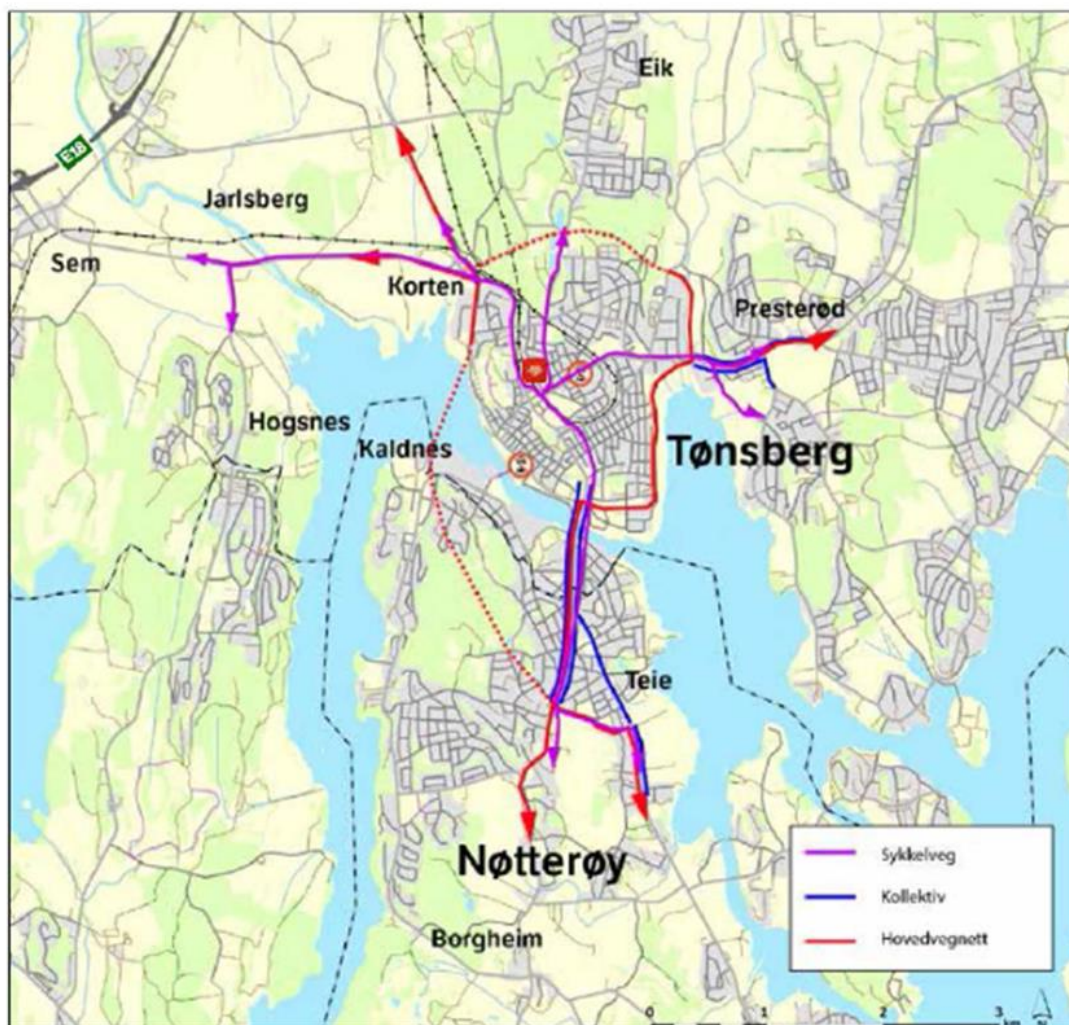 Eik
E18
Jarlsberg
Sem
Korten
Presterød
Hogsnes
Kaldnes
Tønsberg
Teie
Nøtterøy
Borgheim
Sykkelveg
Kollektiv
Hovedvegnett
0 1 2 3
km